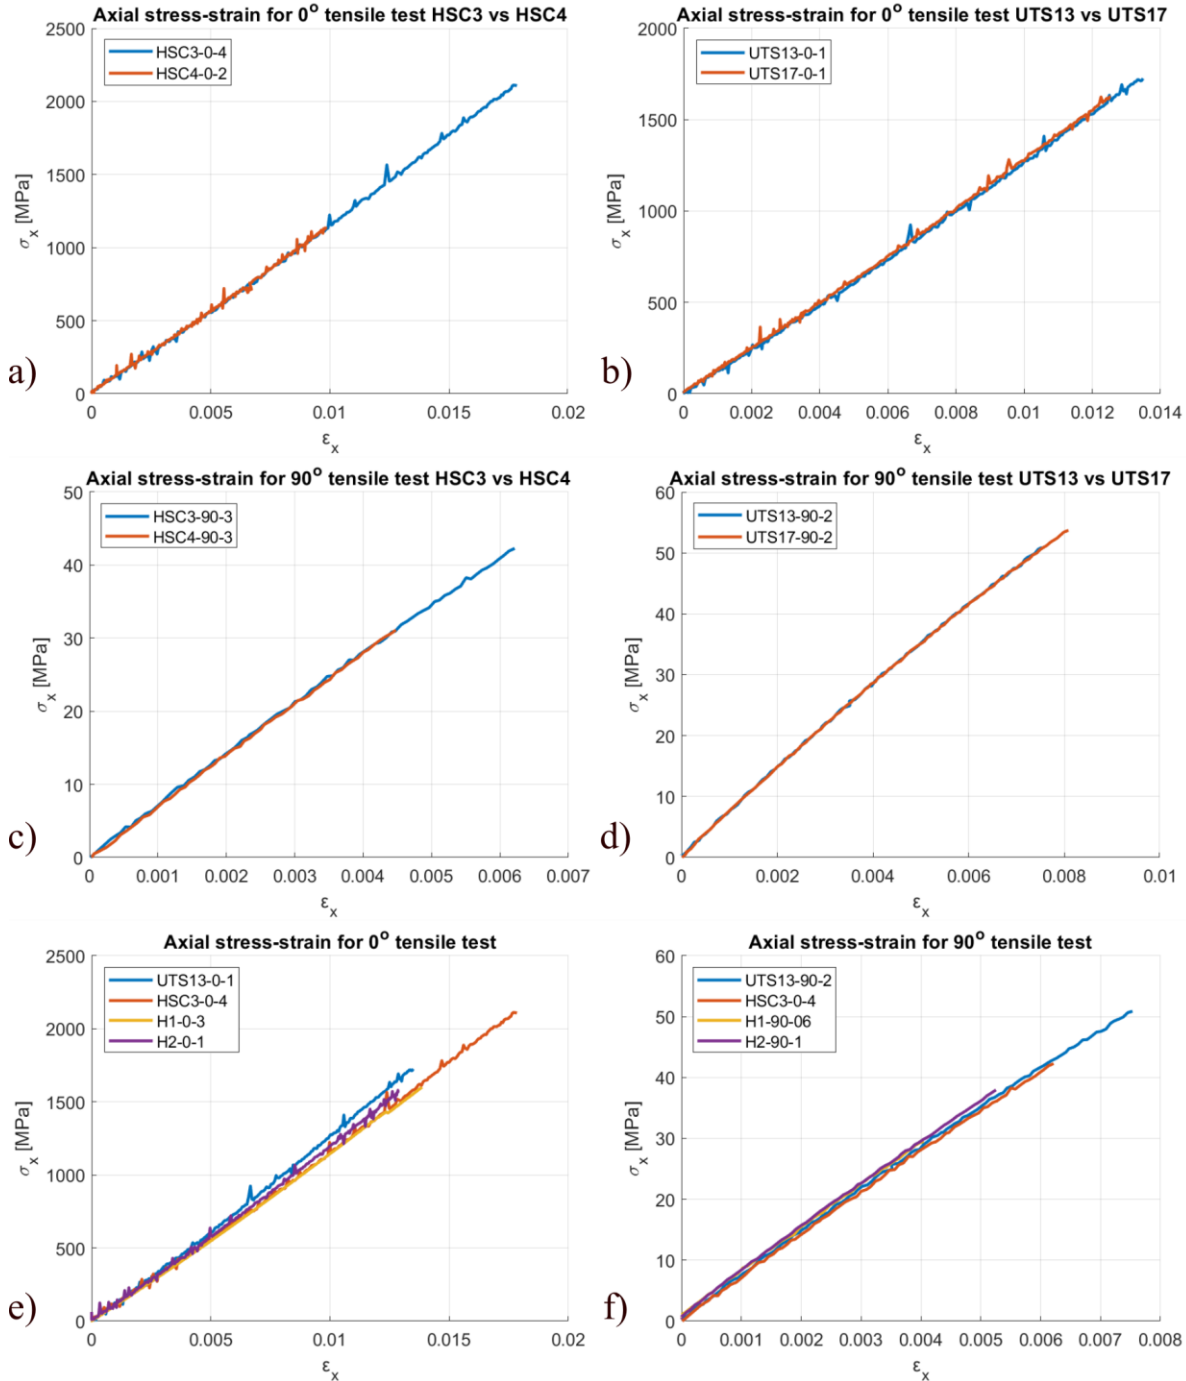 Axial stress-strain for 0° tensile test HSC3 vs HSC4
2500
2000
1500
1000
500
0
σx [MPa]
HSC3-0-4
HSC4-0-2
0 0.005 0.01 0.015 0.02
εx
a)
Axial stress-strain for 0° tensile test UTS13 vs UTS17
2000
1500
1000
500
0
σx [MPa]
UTS13-0-1
UTS17-0-1
0 0.002 0.004 0.006 0.008 0.01 0.012 0.014
εx
b)
Axial stress-strain for 90° tensile test HSC3 vs HSC4
50
40
30
20
10
0
σx [MPa]
HSC3-90-3
HSC4-90-3
0 0.001 0.002 0.003 0.004 0.005 0.006 0.007
εx
c)
Axial stress-strain for 90° tensile test UTS13 vs UTS17
60
50
40
30
20
10
0
σx [MPa]
UTS13-90-2
UTS17-90-2
0 0.002 0.004 0.006 0.008 0.01
εx
d)
Axial stress-strain for 0° tensile test
2500
2000
1500
1000
500
0
σx [MPa]
UTS13-0-1
HSC3-0-4
H1-0-3
H2-0-1
0 0.005 0.01 0.015 0.02
εx
e)
Axial stress-strain for 90° tensile test
60
50
40
30
20
10
0
σx [MPa]
UTS13-90-2
HSC3-0-4
H1-90-06
H2-90-1
0 0.001 0.002 0.003 0.004 0.005 0.006 0.007 0.008
εx
f)